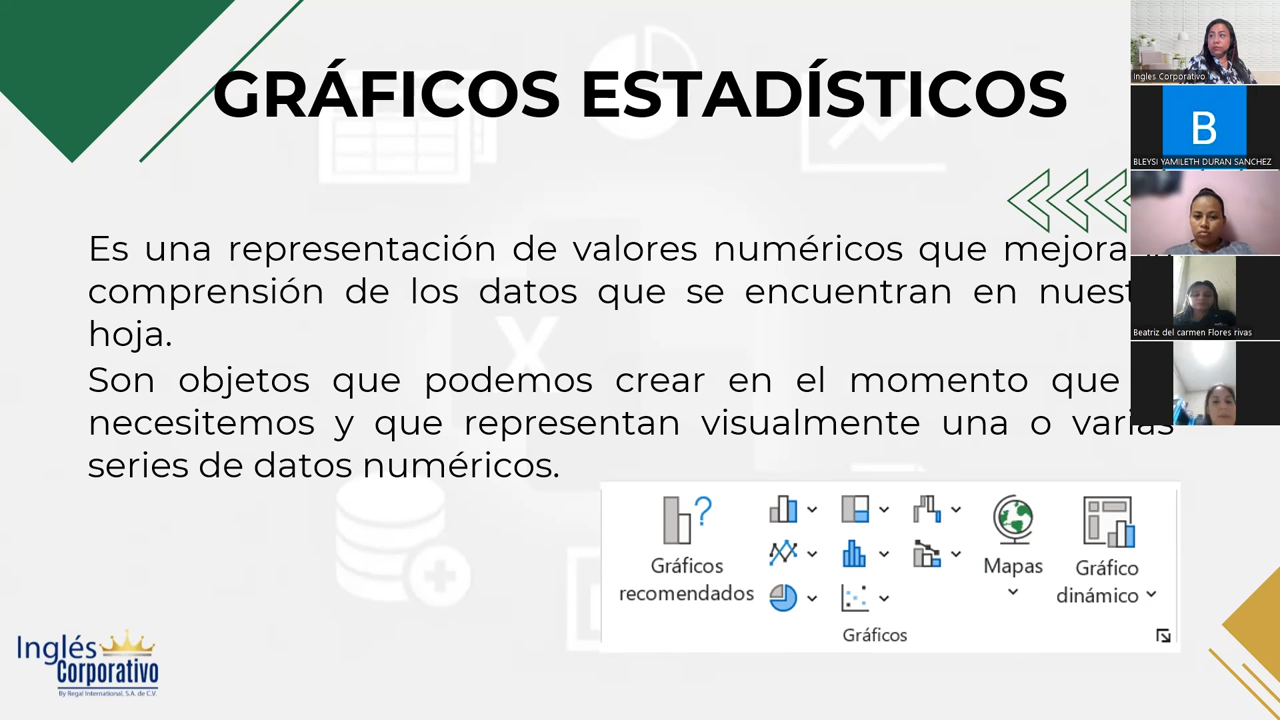 GRÁFICOS ESTADÍSTICOS
Es una representación de valores numéricos que mejora
comprensión de los datos que se encuentran en
hoja.
Son objetos que podemos crear en el momento que
necesitemos y que representan visualmente una o varias
series de datos numéricos.
Gráficos
recomendados
Mapas
Gráfico
dinámico
Gráficos
Inglés
Corporativo
By Regal International, S.A. de C.V.
Ingles Corporativo
B
BLEYSI YAMILETH DURAN SANCHEZ
Beatriz del carmen Flores rivas